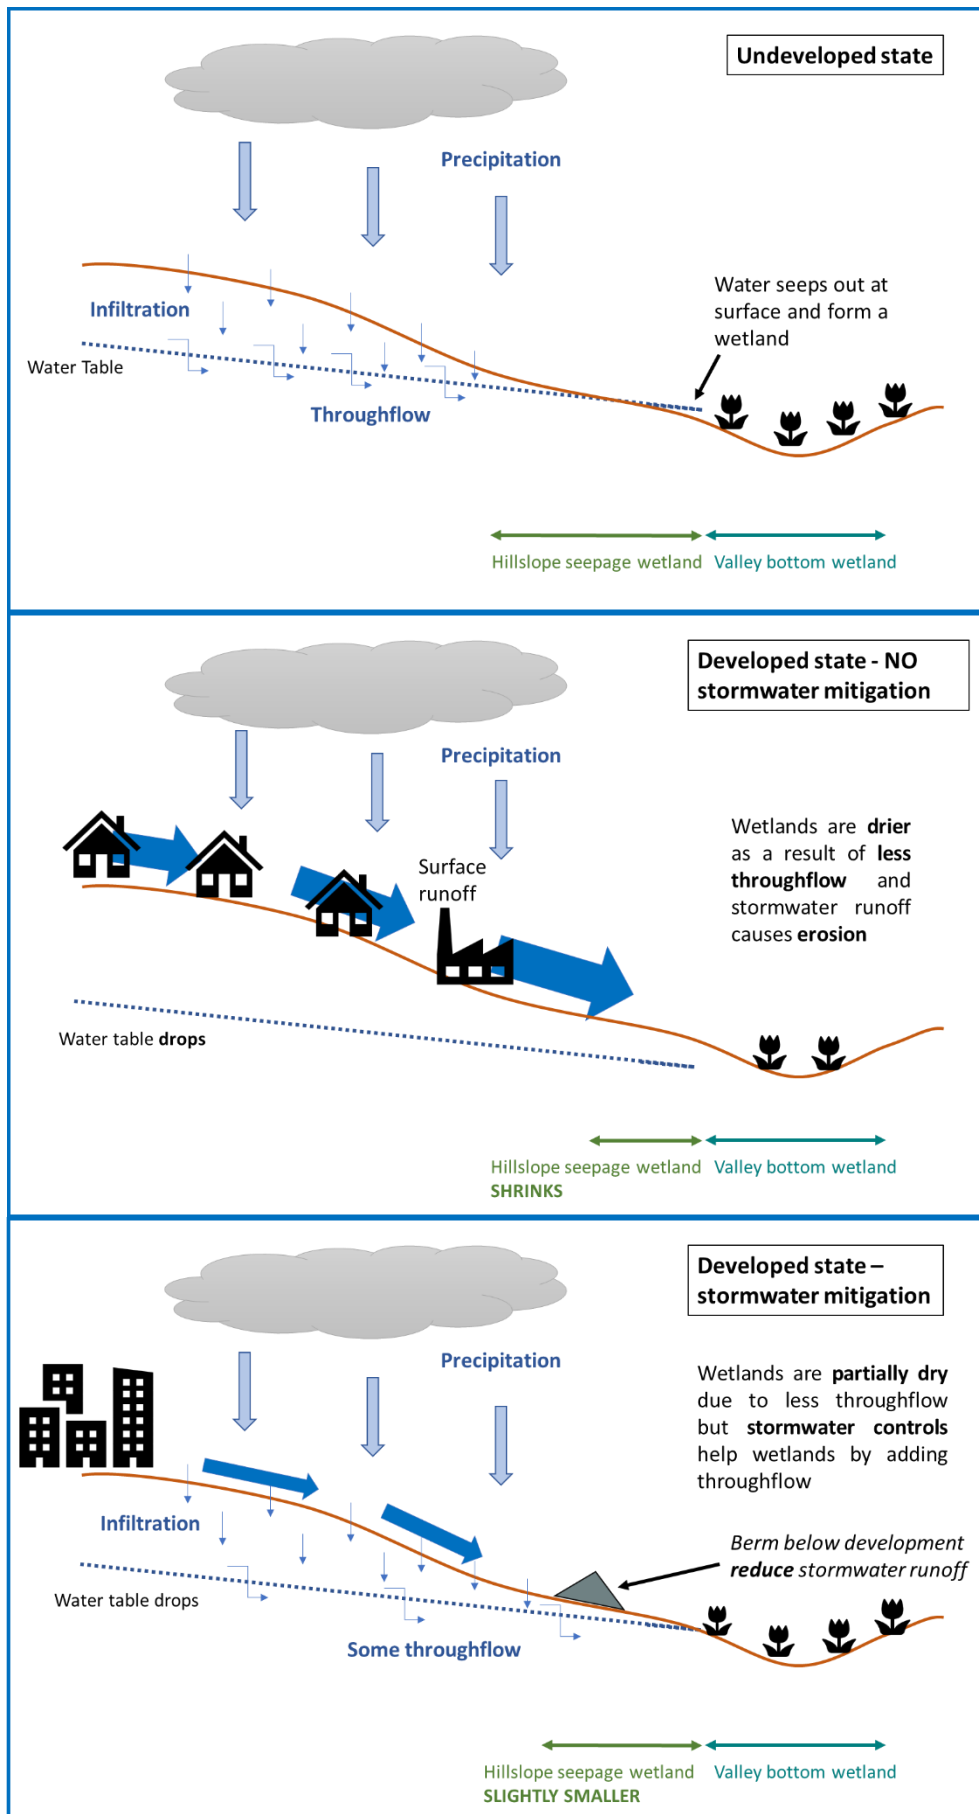 Undeveloped state
Precipitation
Water seeps out at
surface and form a
wetland
Infiltration
Water Table
Throughflow
Hillslope seepage wetland
Valley bottom wetland
Developed state - NO
stormwater mitigation
Precipitation
Wetlands are drier
as a result of less
throughflow and
stormwater runoff
causes erosion
Surface
runoff
Water table drops
Hillslope seepage wetland
SHRINKS
Valley bottom wetland
Developed state –
stormwater mitigation
Precipitation
Wetlands are partially dry
due to less throughflow
but stormwater controls
help wetlands by adding
throughflow
Infiltration
Berm below development
reduce stormwater runoff
Water table drops
Some throughflow
Hillslope seepage wetland
SLIGHTLY SMALLER
Valley bottom wetland